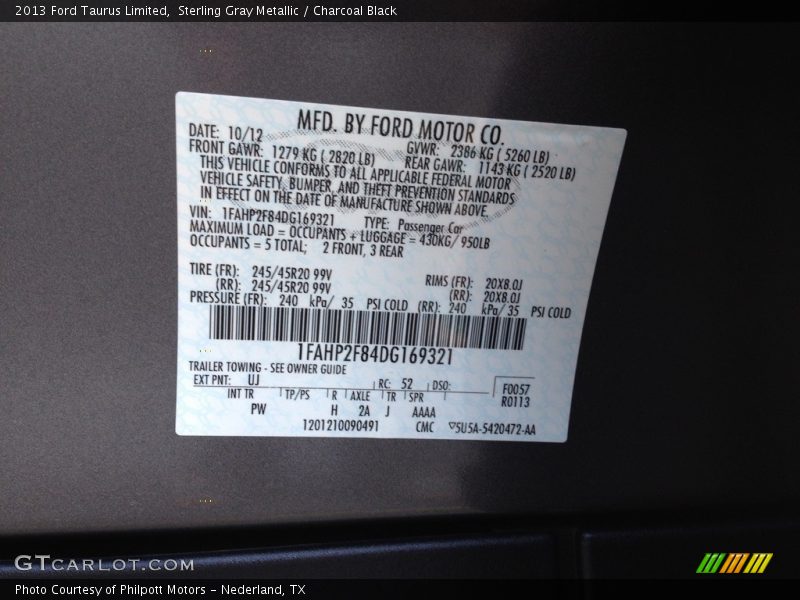 2013 Ford Taurus Limited, Sterling Gray Metallic / Charcoal Black
MFD. BY FORD MOTOR CO.
DATE: 10/12 GVWR: 2386 KG ( 5260 LB)
FRONT GAWR: 1279 KG ( 2820 LB) REAR GAWR: 1143 KG ( 2520 LB)
THIS VEHICLE CONFORMS TO ALL APPLICABLE FEDERAL MOTOR
VEHICLE SAFETY, BUMPER, AND THEFT PREVENTION STANDARDS
IN EFFECT ON THE DATE OF MANUFACTURE SHOWN ABOVE.
VIN: 1FAHP2F84DG169321 TYPE: Passenger Car
MAXIMUM LOAD = OCCUPANTS + LUGGAGE = 430KG/ 950LB
OCCUPANTS = 5 TOTAL; 2 FRONT, 3 REAR
TIRE (FR): 245/45R20 99V RIMS (FR): 20X8.0J
(RR): 245/45R20 99V (RR): 20X8.0J
PRESSURE (FR): 240 kPa/ 35 PSI COLD (RR): 240 kPa/ 35 PSI COLD
1FAHP2F84DG169321
TRAILER TOWING - SEE OWNER GUIDE
EXT PNT: UJ RC: 52 DSO: F0057
INT TR TP/PS R AXLE TR SPR R0113
PW H 2A J AAAA
1201210090491 CMC 5U5A-5420472-AA
GTCARLOT.COM
Photo Courtesy of Philpott Motors - Nederland, TX